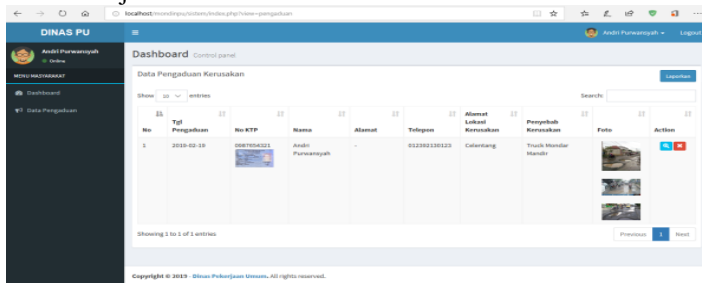 localhost/mondinpu/sistem/index.php?view=pengaduan
DINAS PU
Andri Purwansyah
Logout
Andri Purwansyah
Online
Dashboard Control panel
MENU MASYARAKAT
Dashboard
Data Pengaduan
Data Pengaduan Kerusakan
Laporkan
Show 10 entries
Search:
No
Tgl Pengaduan
No KTP
Nama
Alamat
Telepon
Alamat Lokasi Kerusakan
Penyebab Kerusakan
Foto
Action
1
2019-02-19
0987654321
Andri Purwansyah
-
012392130123
Calentang
Truck Mondar Mandir
Showing 1 to 1 of 1 entries
Previous 1 Next
Copyright © 2019 - Dinas Pekerjaan Umum. All rights reserved.